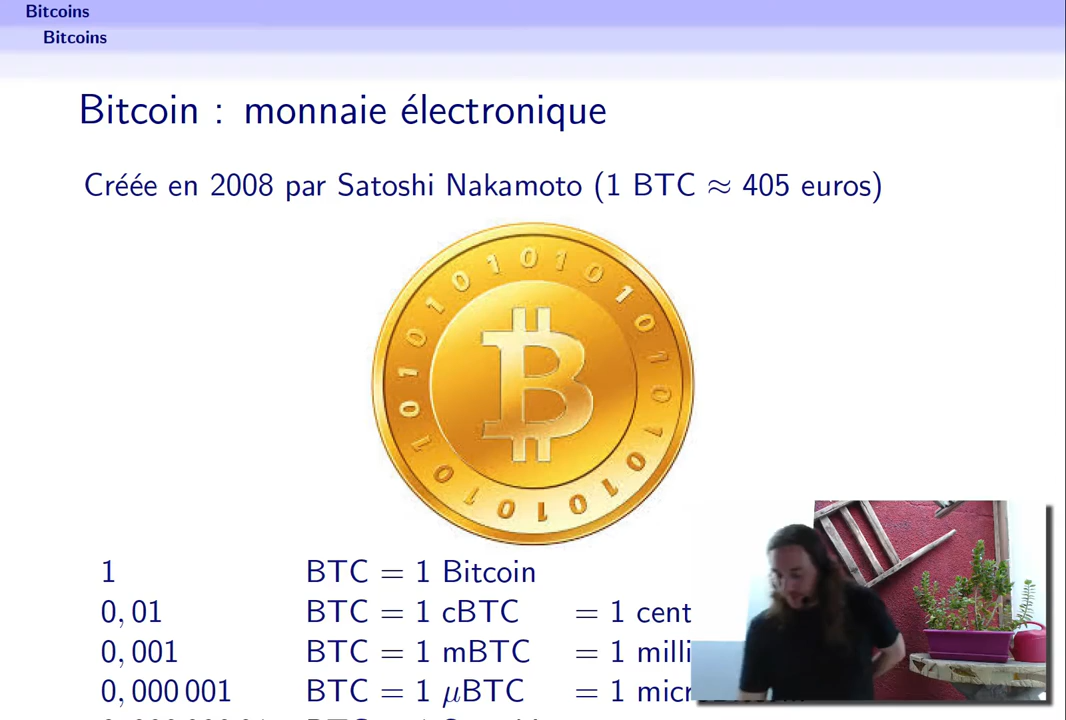 Bitcoins
Bitcoins
Bitcoin : monnaie électronique
Créée en 2008 par Satoshi Nakamoto (1 BTC ≈ 405 euros)
1 BTC = 1 Bitcoin
0, 01 BTC = 1 cBTC = 1 cent
0, 001 BTC = 1 mBTC = 1 milli
0, 000 001 BTC = 1 μBTC = 1 micr